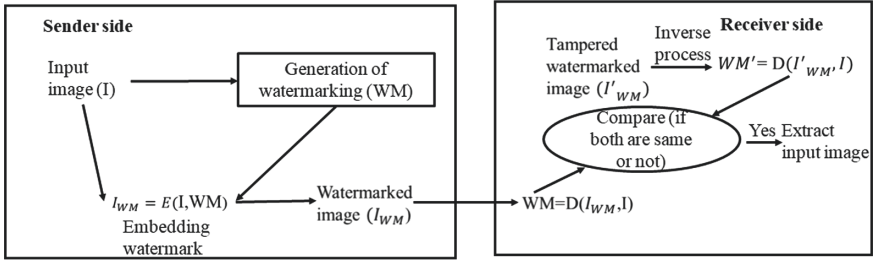 Sender side
Input
image (I)
Generation of
watermarking (WM)
I_WM = E(I,WM)
Embedding
watermark
Watermarked
image (I_WM)
Receiver side
Tampered
watermarked
image (I'_WM)
Inverse
process
WM′= D(I'_WM, I)
Compare (if
both are same
or not)
Yes Extract
input image
WM=D(I_WM,I)